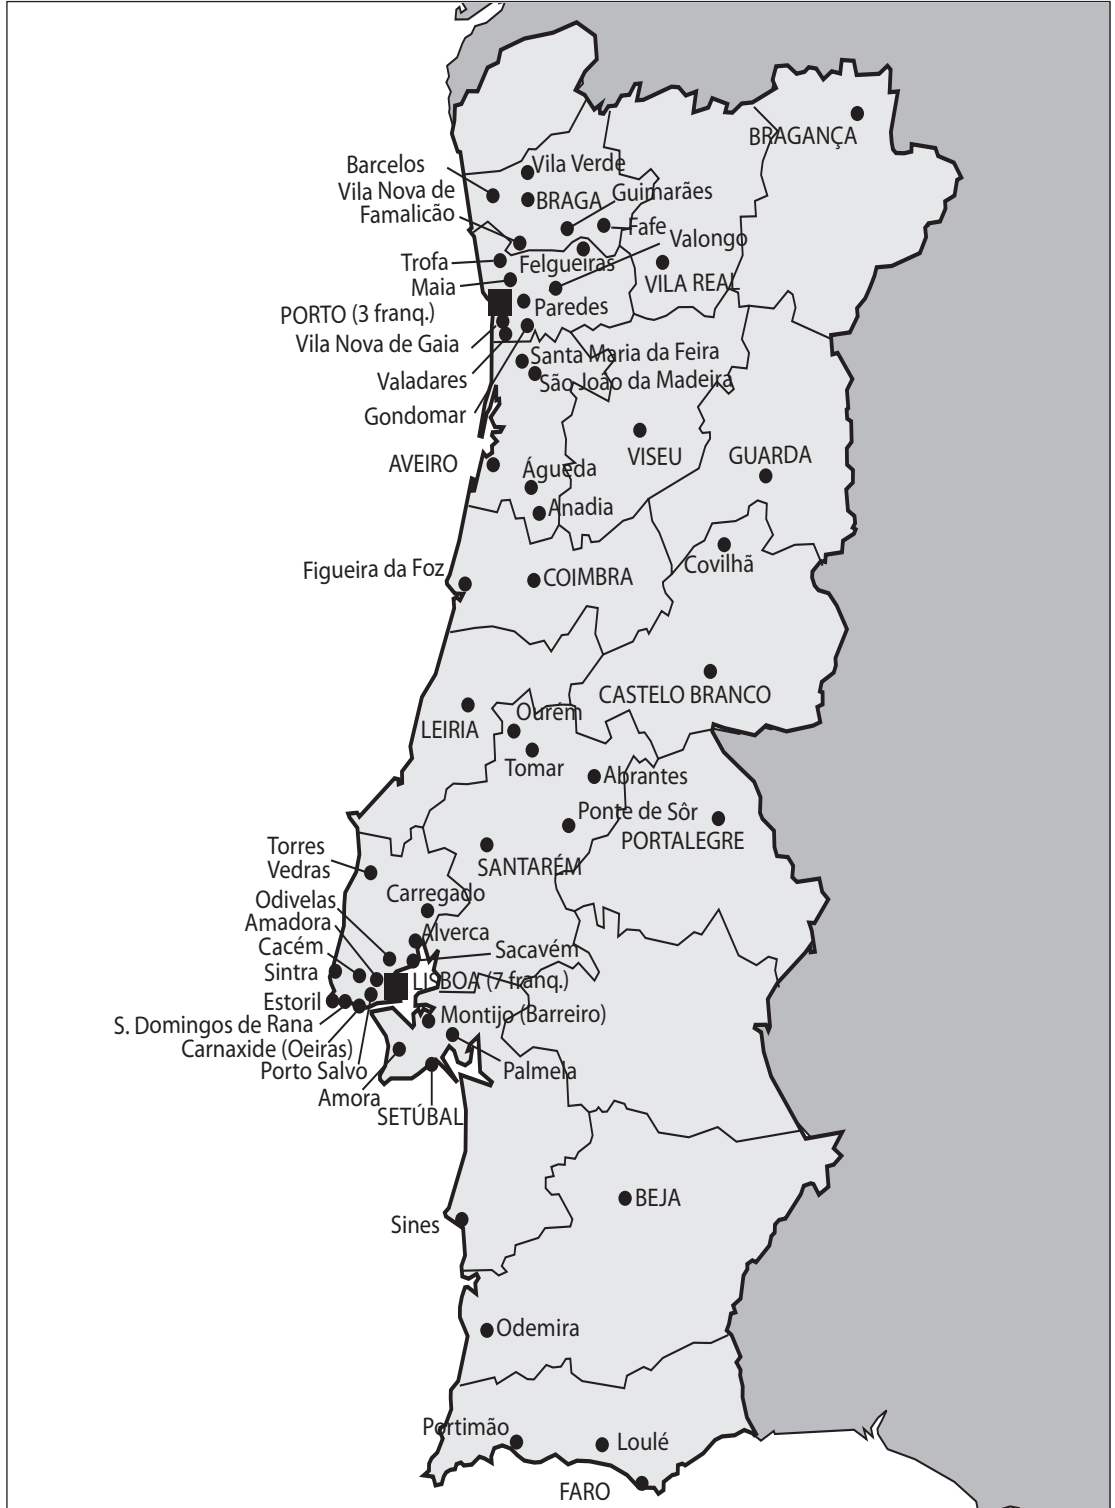 BRAGANÇA
Barcelos
Vila Verde
Vila Nova de
Famalicão
BRAGA
Guimarães
Fafe
Valongo
Trofa
Felgueiras
Maia
VILA REAL
PORTO (3 franq.)
Paredes
Vila Nova de Gaia
Santa Maria da Feira
Valadares
São João da Madeira
Gondomar
AVEIRO
VISEU
GUARDA
Águeda
Anadia
Covilhã
Figueira da Foz
COIMBRA
CASTELO BRANCO
Ourém
LEIRIA
Tomar
Abrantes
Ponte de Sôr
PORTALEGRE
Torres
Vedras
SANTARÉM
Carregado
Odivelas
Amadora
Alverca
Cacém
Sacavém
Sintra
LISBOA (7 franq.)
Estoril
Montijo (Barreiro)
S. Domingos de Rana
Carnaxide (Oeiras)
Porto Salvo
Palmela
Amora
SETÚBAL
BEJA
Sines
Odemira
Portimão
Loulé
FARO